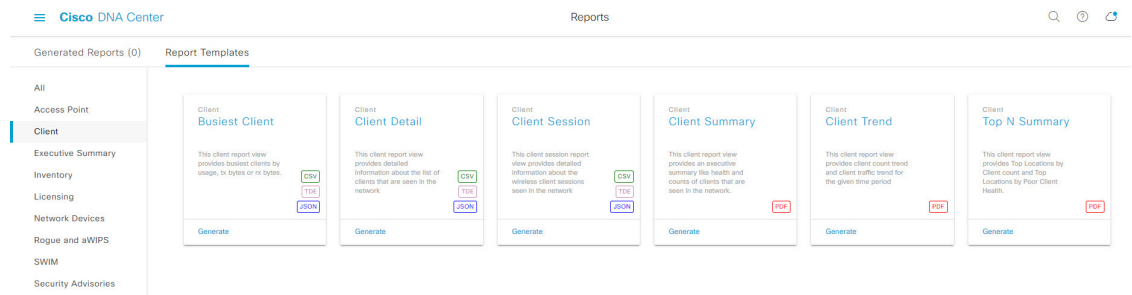 Cisco DNA Center
Reports
Generated Reports (0)
Report Templates
All
Access Point
Client
Executive Summary
Inventory
Licensing
Network Devices
Rogue and aWIPS
SWIM
Security Advisories
Client
Busiest Client
This client report view
provides busiest clients by
usage, tx bytes or rx bytes.
CSV
TDE
JSON
Generate
Client
Client Detail
This client report view
provides detailed
information about the list of
clients that are seen in the
network
CSV
TDE
JSON
Generate
Client
Client Session
This client session report
view provides detailed
information about the
wireless client sessions
seen in the network
CSV
TDE
JSON
Generate
Client
Client Summary
This client report view
provides an executive
summary like health and
counts of clients that are
seen in the network.
PDF
Generate
Client
Client Trend
This client report view
provides client count trend
and client traffic trend for
the given time period
PDF
Generate
Client
Top N Summary
This client report view
provides Top Locations by
Client count and Top
Locations by Poor Client
Health.
PDF
Generate